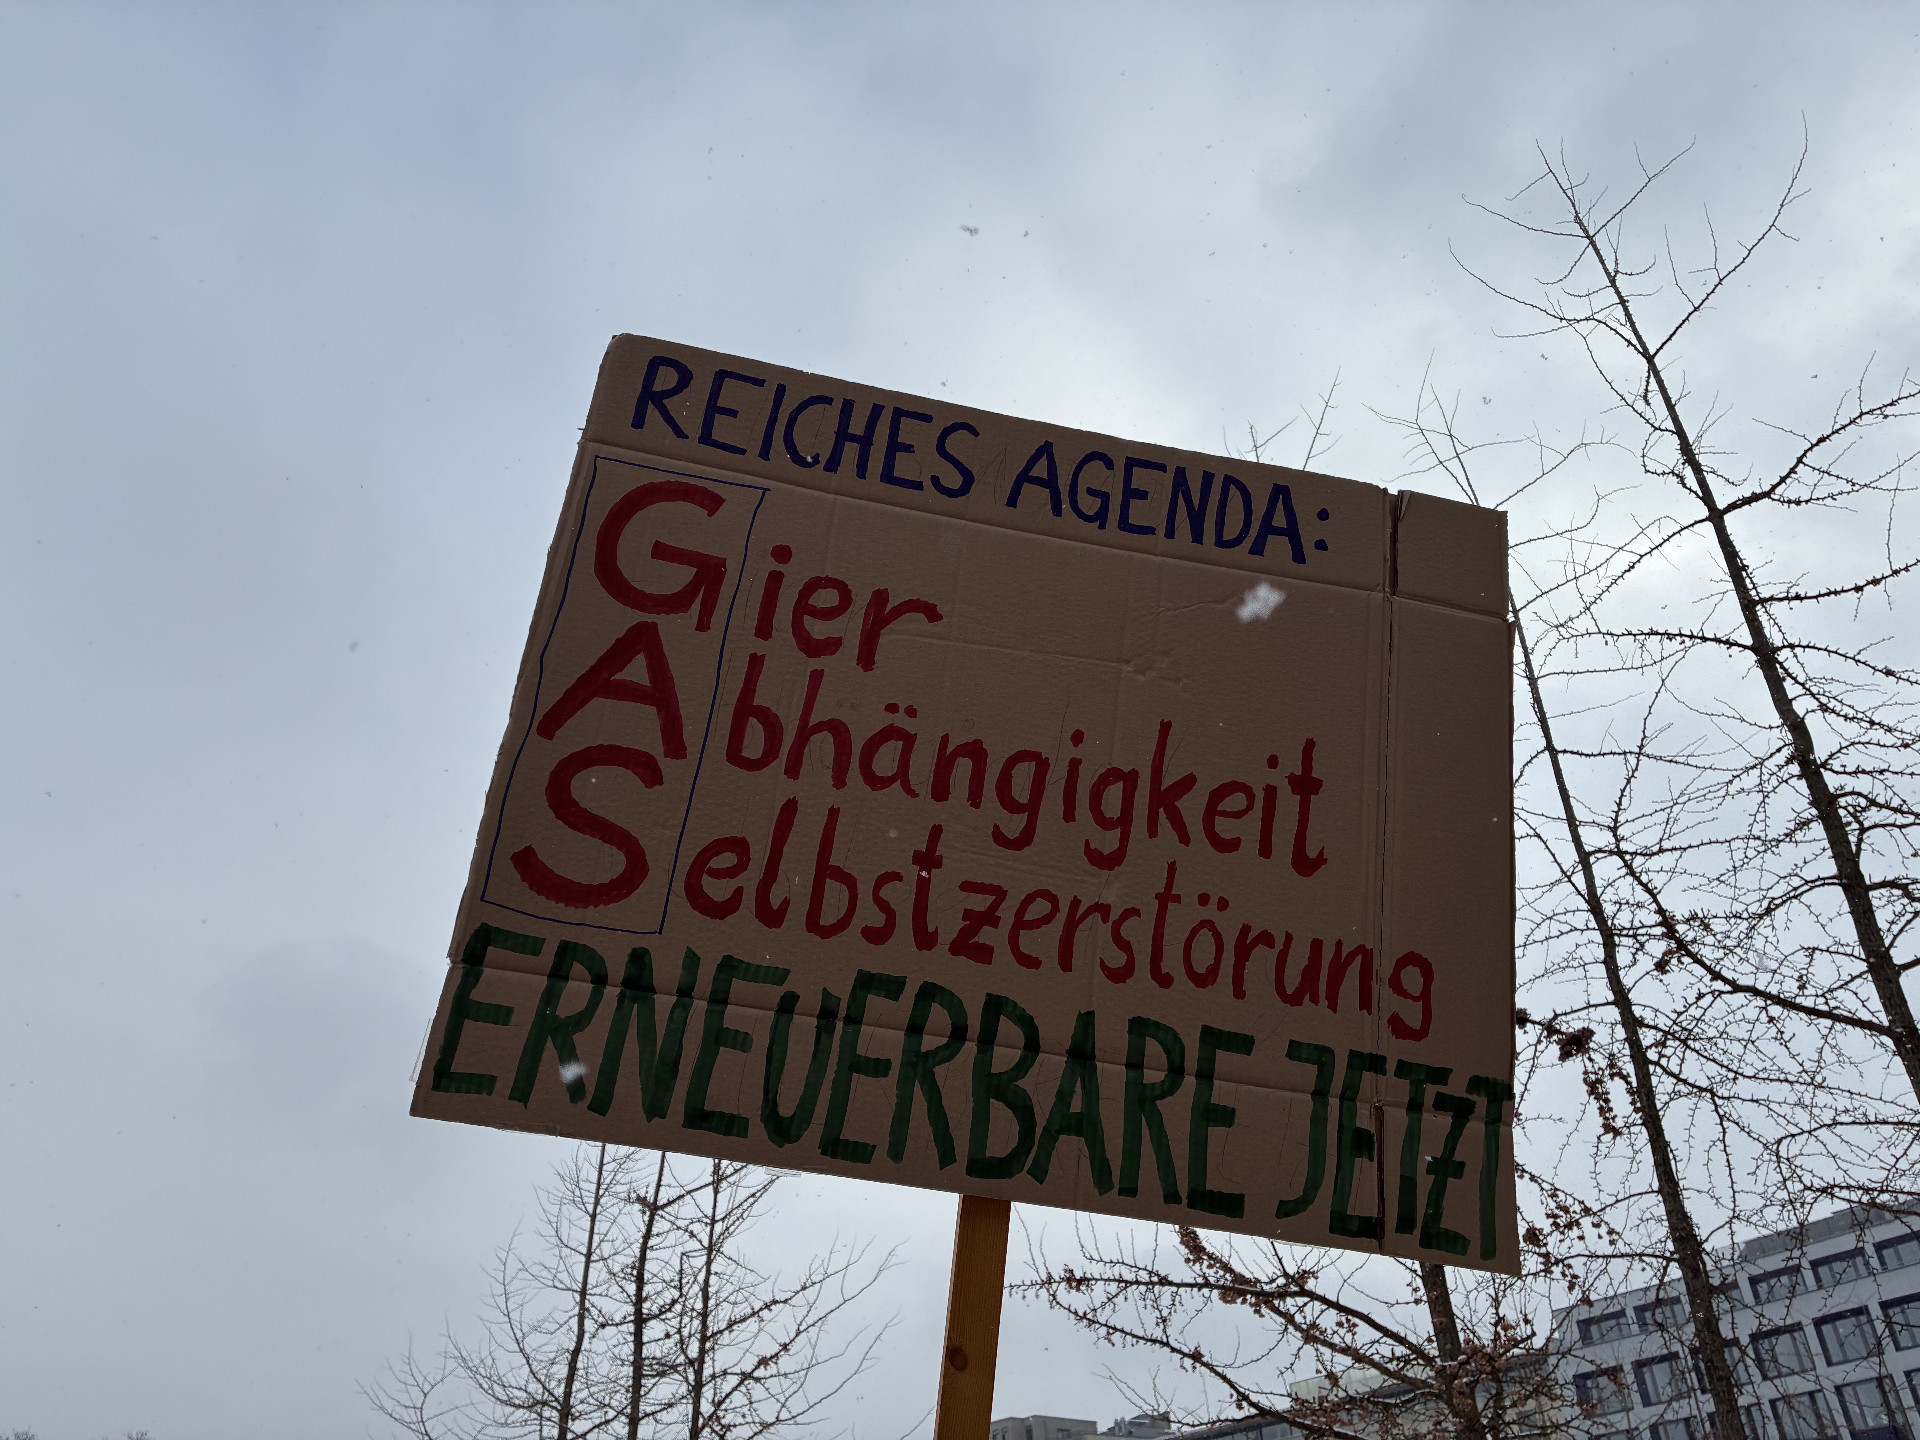 REICHES AGENDA:
Gier
Abhängigkeit
Selbstzerstörung
ERNEUERBARE JETZT